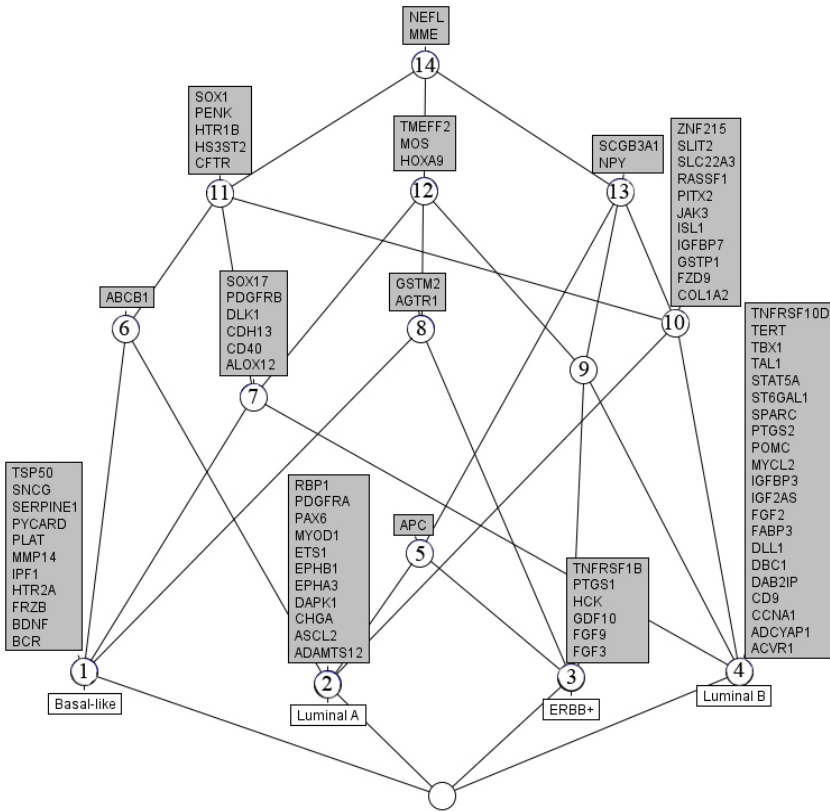 NEFL
MME
14
SOX1
PENK
HTR1B
HS3ST2
CFTR
11
TMEFF2
MOS
HOXA9
12
SCGB3A1
NPY
13
ZNF215
SLIT2
SLC22A3
RASSF1
PITX2
JAK3
ISL1
IGFBP7
GSTP1
FZD9
COL1A2
10
ABCB1
6
SOX17
PDGFRB
DLK1
CDH13
CD40
ALOX12
7
GSTM2
AGTR1
8
9
TNFRSF10D
TERT
TBX1
TAL1
STAT5A
ST6GAL1
SPARC
PTGS2
POMC
MYCL2
IGFBP3
IGF2AS
FGF2
FABP3
DLL1
DBC1
DAB2IP
CD9
CCNA1
ADCYAP1
ACVR1
4
Luminal B
TSP50
SNCG
SERPINE1
PYCARD
PLAT
MMP14
IPF1
HTR2A
FRZB
BDNF
BCR
1
Basal-like
RBP1
PDGFRA
PAX6
MYOD1
ETS1
EPHB1
EPHA3
DAPK1
CHGA
ASCL2
ADAMTS12
2
Luminal A
APC
5
TNFRSF1B
PTGS1
HCK
GDF10
FGF9
FGF3
3
ERBB+